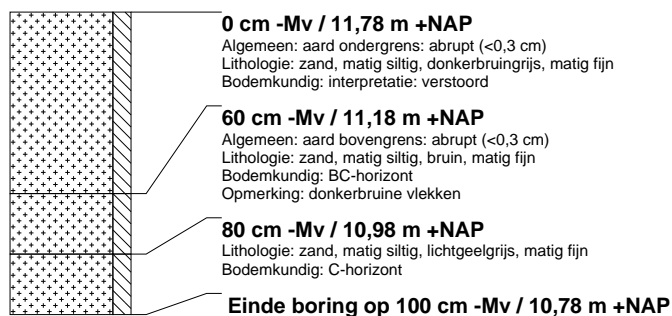 0 cm -Mv / 11,78 m +NAP
Algemeen: aard ondergrens: abrupt (<0,3 cm)
Lithologie: zand, matig siltig, donkerbruingrijs, matig fijn
Bodemkundig: interpretatie: verstoord
60 cm -Mv / 11,18 m +NAP
Algemeen: aard bovengrens: abrupt (<0,3 cm)
Lithologie: zand, matig siltig, bruin, matig fijn
Bodemkundig: BC-horizont
Opmerking: donkerbruine vlekken
80 cm -Mv / 10,98 m +NAP
Lithologie: zand, matig siltig, lichtgeelgrijs, matig fijn
Bodemkundig: C-horizont
Einde boring op 100 cm -Mv / 10,78 m +NAP